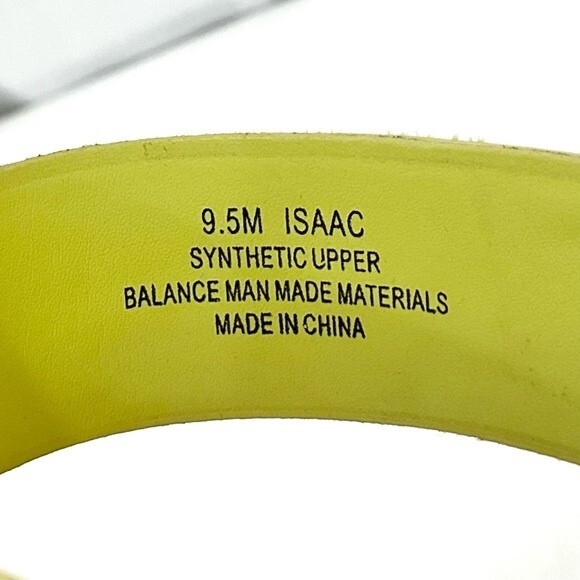 9.5M ISAAC
SYNTHETIC UPPER
BALANCE MAN MADE MATERIALS
MADE IN CHINA